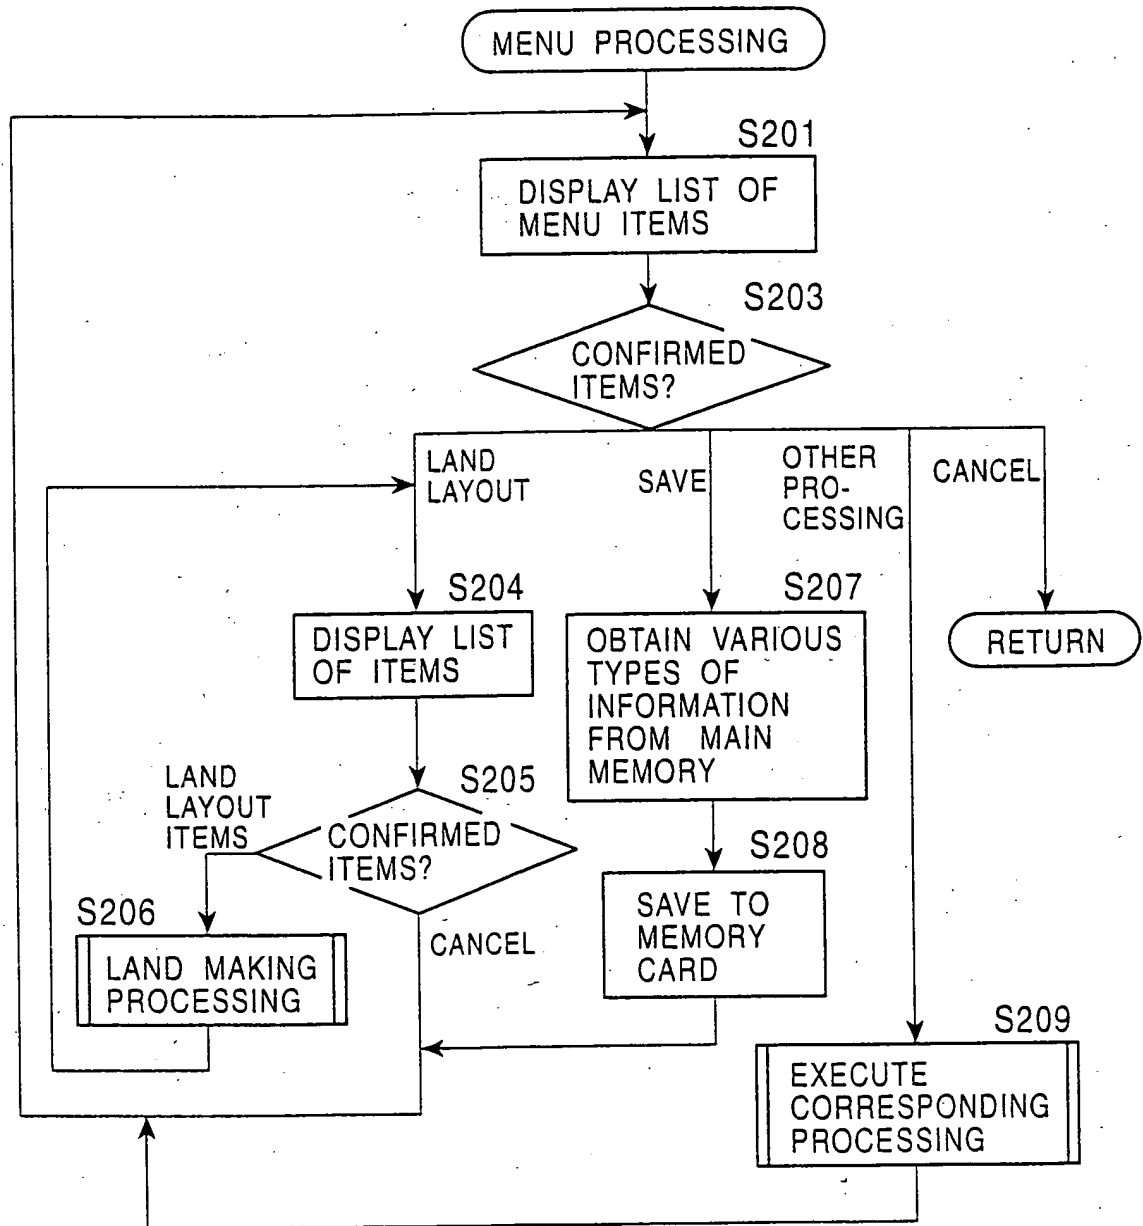 MENU PROCESSING
S201
DISPLAY LIST OF
MENU ITEMS
S203
CONFIRMED
ITEMS?
LAND
LAYOUT
SAVE
OTHER
PRO-
CESSING
CANCEL
S204
DISPLAY LIST
OF ITEMS
S207
OBTAIN VARIOUS
TYPES OF
INFORMATION
FROM MAIN
MEMORY
RETURN
S205
CONFIRMED
ITEMS?
LAND
LAYOUT
ITEMS
CANCEL
S206
LAND MAKING
PROCESSING
S208
SAVE TO
MEMORY
CARD
S209
EXECUTE
CORRESPONDING
PROCESSING